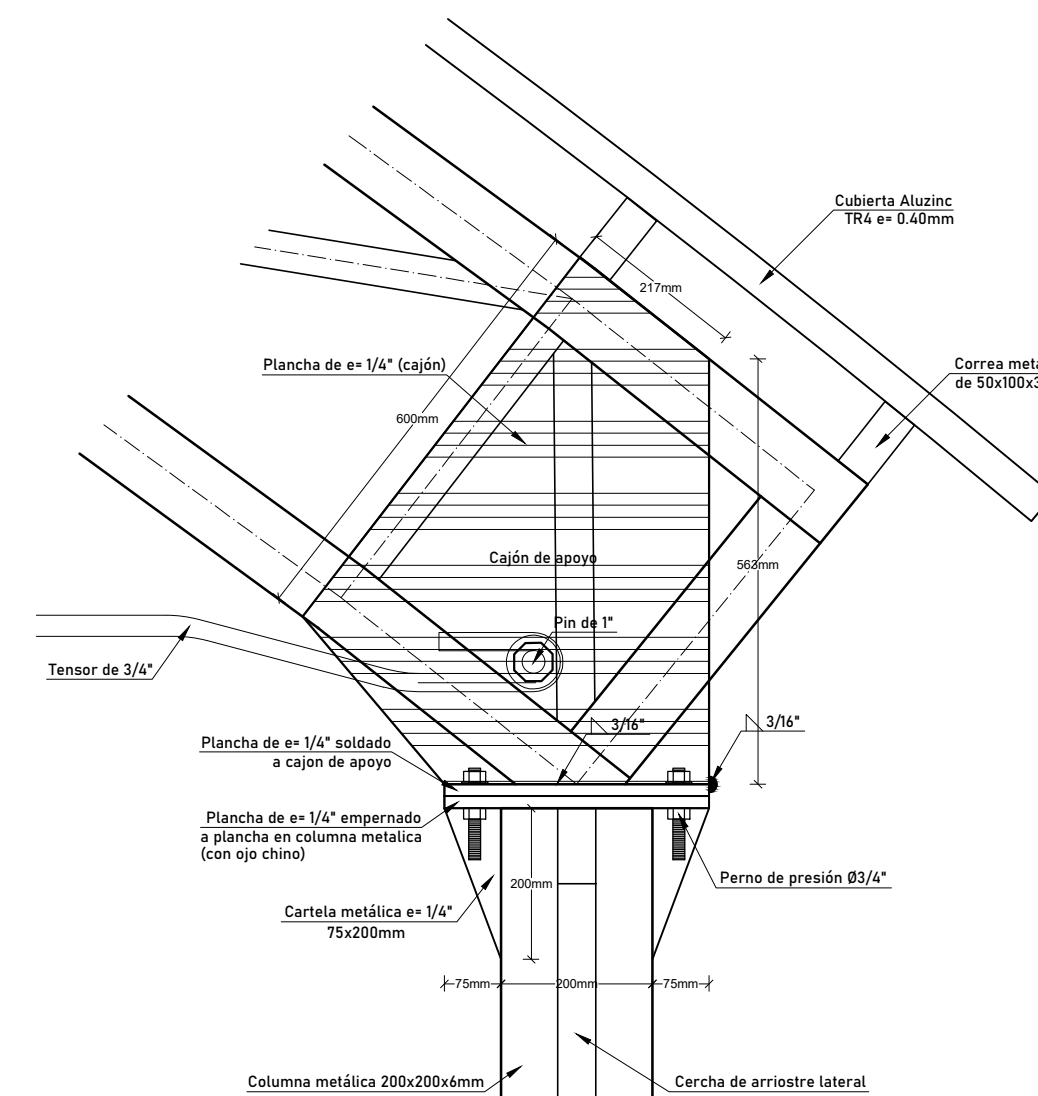 Cubierta Aluzinc
TR4 e= 0.40mm
217mm
Plancha de e= 1/4" (cajón)
Correa
de 50x100x3
600mm
Cajón de apoyo
563mm
Pin de 1"
Tensor de 3/4"
3/16"
3/16"
Plancha de e= 1/4" soldado
a cajon de apoyo
Plancha de e= 1/4" empernado
a plancha en columna metalica
(con ojo chino)
Perno de presión Ø3/4"
200mm
Cartela metálica e= 1/4"
75x200mm
75mm
200mm
75mm
Columna metálica 200x200x6mm
Cercha de arriostre lateral